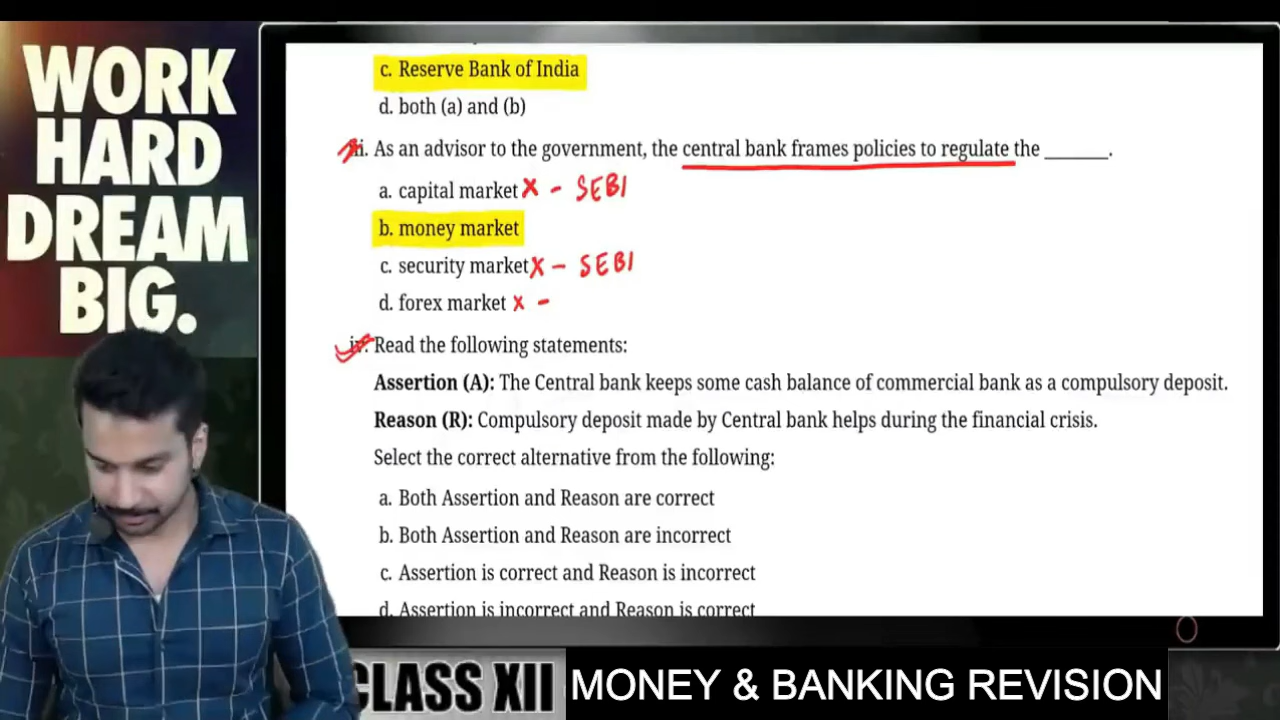 WORK
HARD
DREAM
BIG.
c. Reserve Bank of India
d. both (a) and (b)
iii. As an advisor to the government, the central bank frames policies to regulate the _______.
a. capital market X - SEBI
b. money market
c. security market X - SEBI
d. forex market X -
iv. Read the following statements:
Assertion (A): The Central bank keeps some cash balance of commercial bank as a compulsory deposit.
Reason (R): Compulsory deposit made by Central bank helps during the financial crisis.
Select the correct alternative from the following:
a. Both Assertion and Reason are correct
b. Both Assertion and Reason are incorrect
c. Assertion is correct and Reason is incorrect
d. Assertion is incorrect and Reason is correct
CLASS XII MONEY & BANKING REVISION